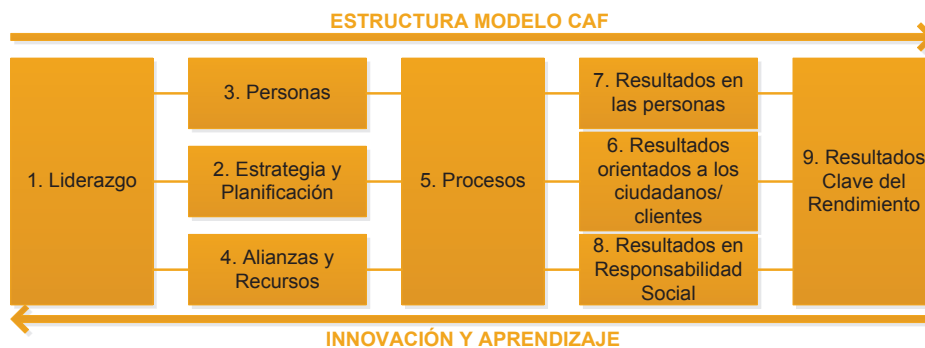 ESTRUCTURA MODELO CAF
1. Liderazgo
3. Personas
2. Estrategia y
Planificación
4. Alianzas y
Recursos
5. Procesos
7. Resultados en
las personas
6. Resultados
orientados a los
ciudadanos/
clientes
8. Resultados en
Responsabilidad
Social
9. Resultados
Clave del
Rendimiento
INNOVACIÓN Y APRENDIZAJE